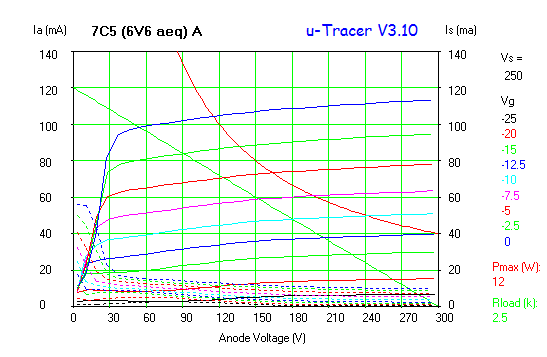 Ia (mA) 7C5 (6V6 aeq) A u-Tracer V3.10 Is (ma)
140 140
120 120
100 100
80 80
60 60
40 40
20 20
0 0
0 30 60 90 120 150 180 210 240 270 300
Anode Voltage (V)
Vs =
250
Vg
-25
-20
-15
-12.5
-10
-7.5
-5
-2.5
0
Pmax (W):
12
Rload (k):
2.5